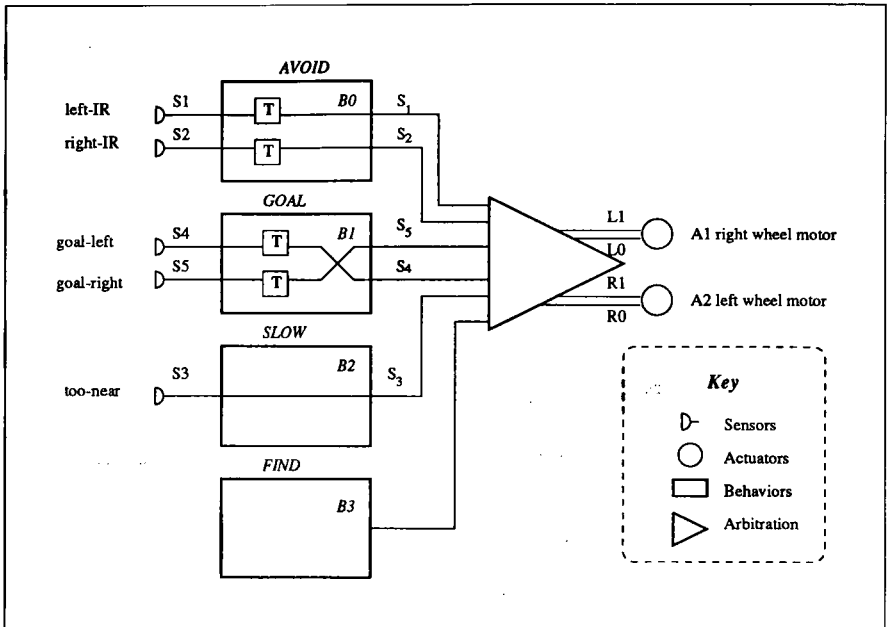 AVOID
left-IR S1 T B0 S1
right-IR S2 T S2
GOAL
goal-left S4 T B1 S5
goal-right S5 T S4
SLOW
too-near S3 B2 S3
FIND
B3
L1
A1 right wheel motor
L0
R1
A2 left wheel motor
R0
Key
Sensors
Actuators
Behaviors
Arbitration